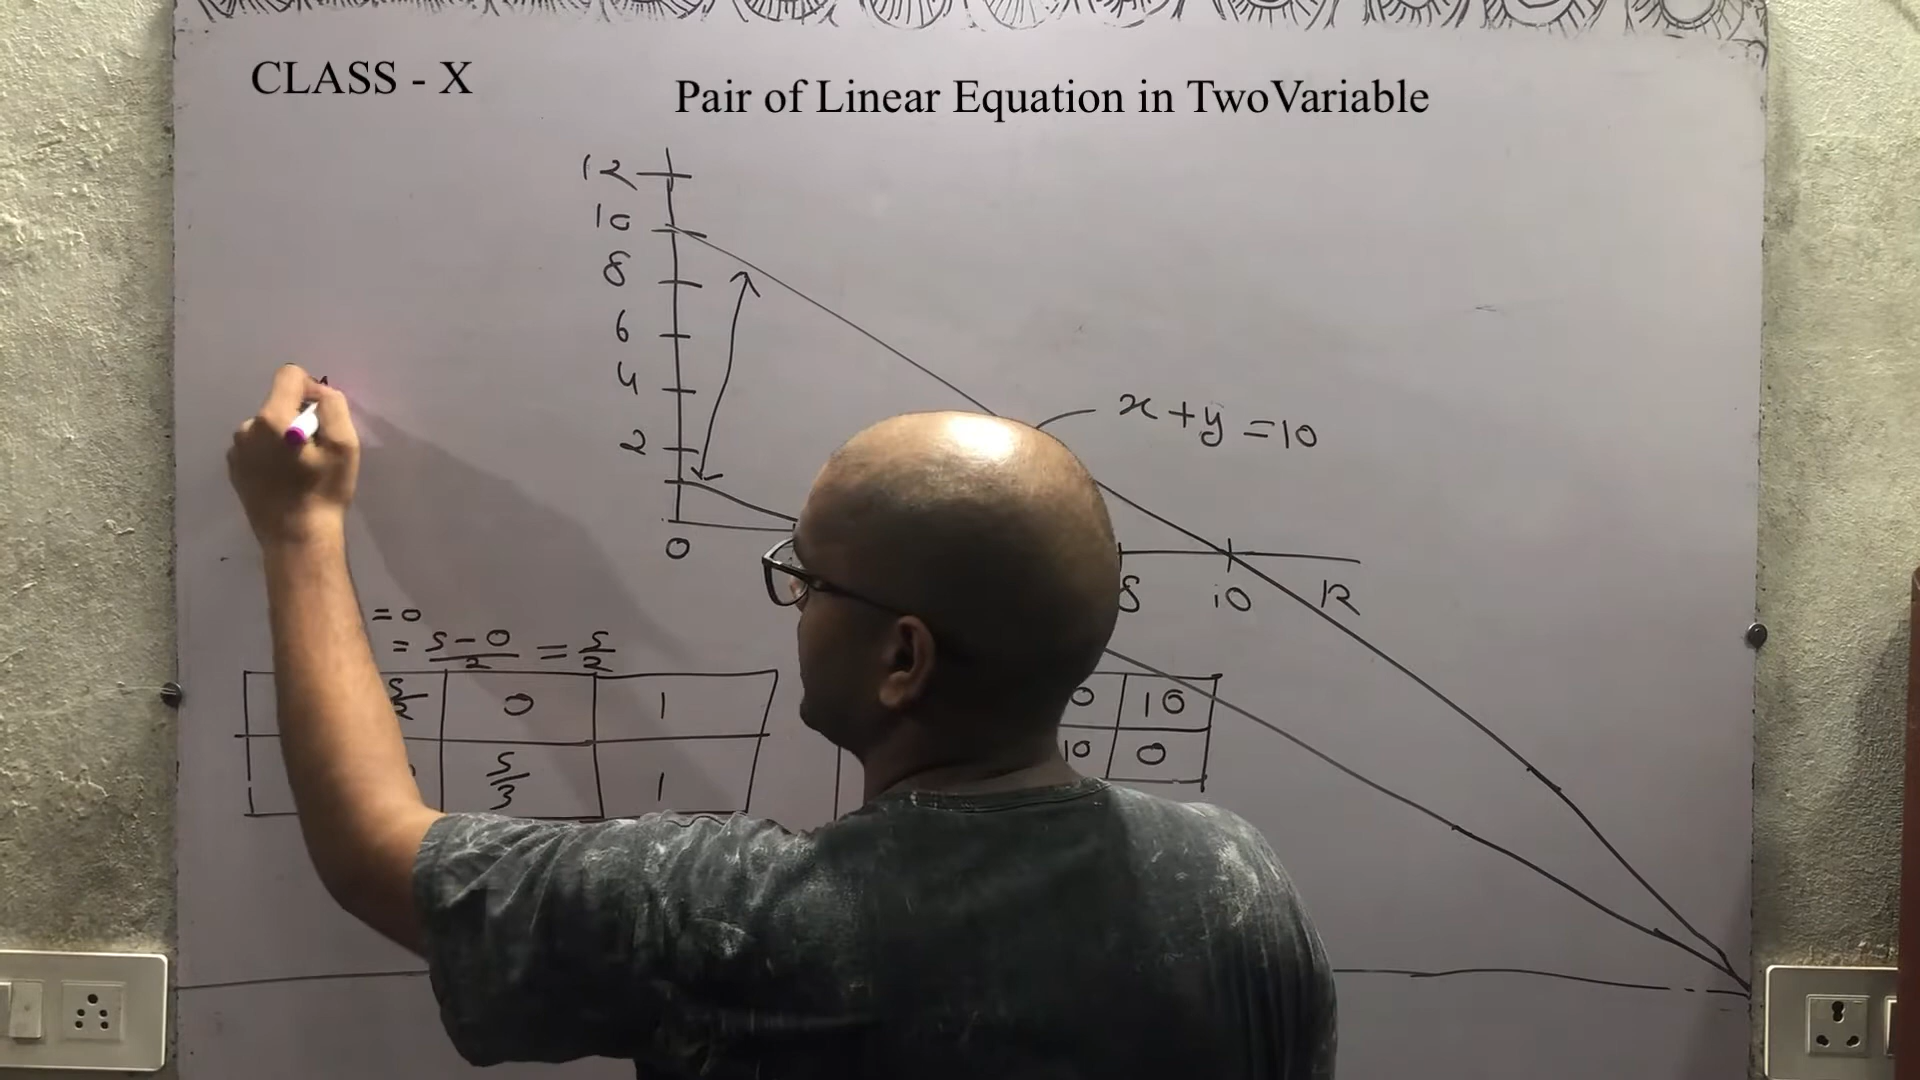 CLASS - X
Pair of Linear Equation in TwoVariable
12
10
8
6
4
2
x + y = 10
0
8 10 12
= 0
= 5 - 0 / 2 = 5/2
5/2 0 1
5/3 1
0 10
10 0